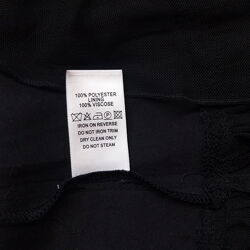 100% POLYESTER
LINING
100% VISCOSE
IRON ON REVERSE
DO NOT IRON TRIM
DRY CLEAN ONLY
DO NOT STEAM